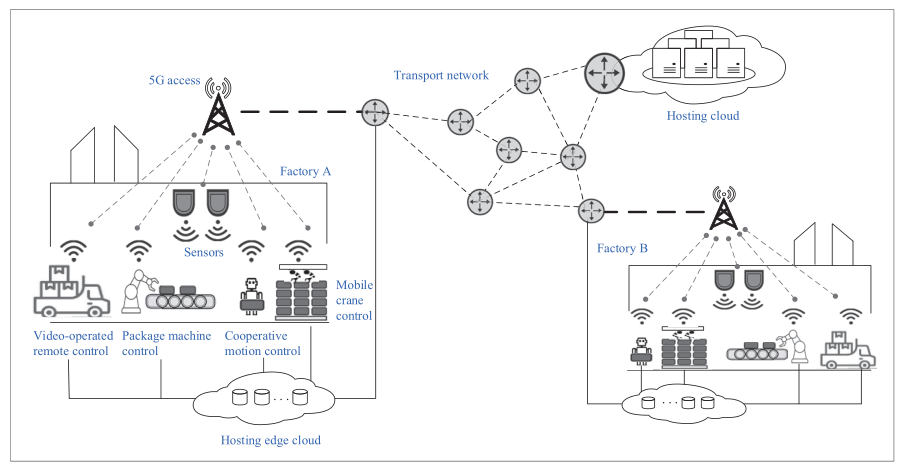 Transport network
5G access
Hosting cloud
Factory A
Sensors
Factory B
Mobile
crane
control
Video-operated
remote control
Package machine
control
Cooperative
motion control
Hosting edge cloud